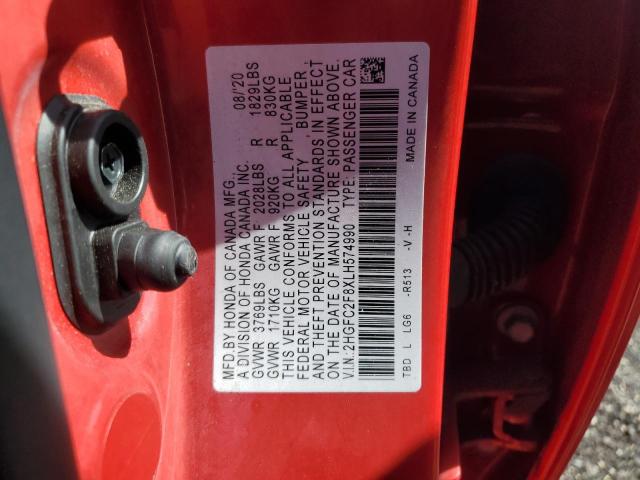 MFD.BY HONDA OF CANADA MFG., 08/'20
A DIVISION OF HONDA CANADA INC.
GVWR 3769LBS GAWR F 2028LBS R 1829LBS
GVWR 1710KG GAWR F 920KG R 830KG
THIS VEHICLE CONFORMS TO ALL APPLICABLE
FEDERAL MOTOR VEHICLE SAFETY , BUMPER ,
AND THEFT PREVENTION STANDARDS IN EFFECT
ON THE DATE OF MANUFACTURE SHOWN ABOVE.
V.I.N.:2HGFC2F8XLH574990 TYPE: PASSENGER CAR
TBD L LG6 -R513 -V-H MADE IN CANADA